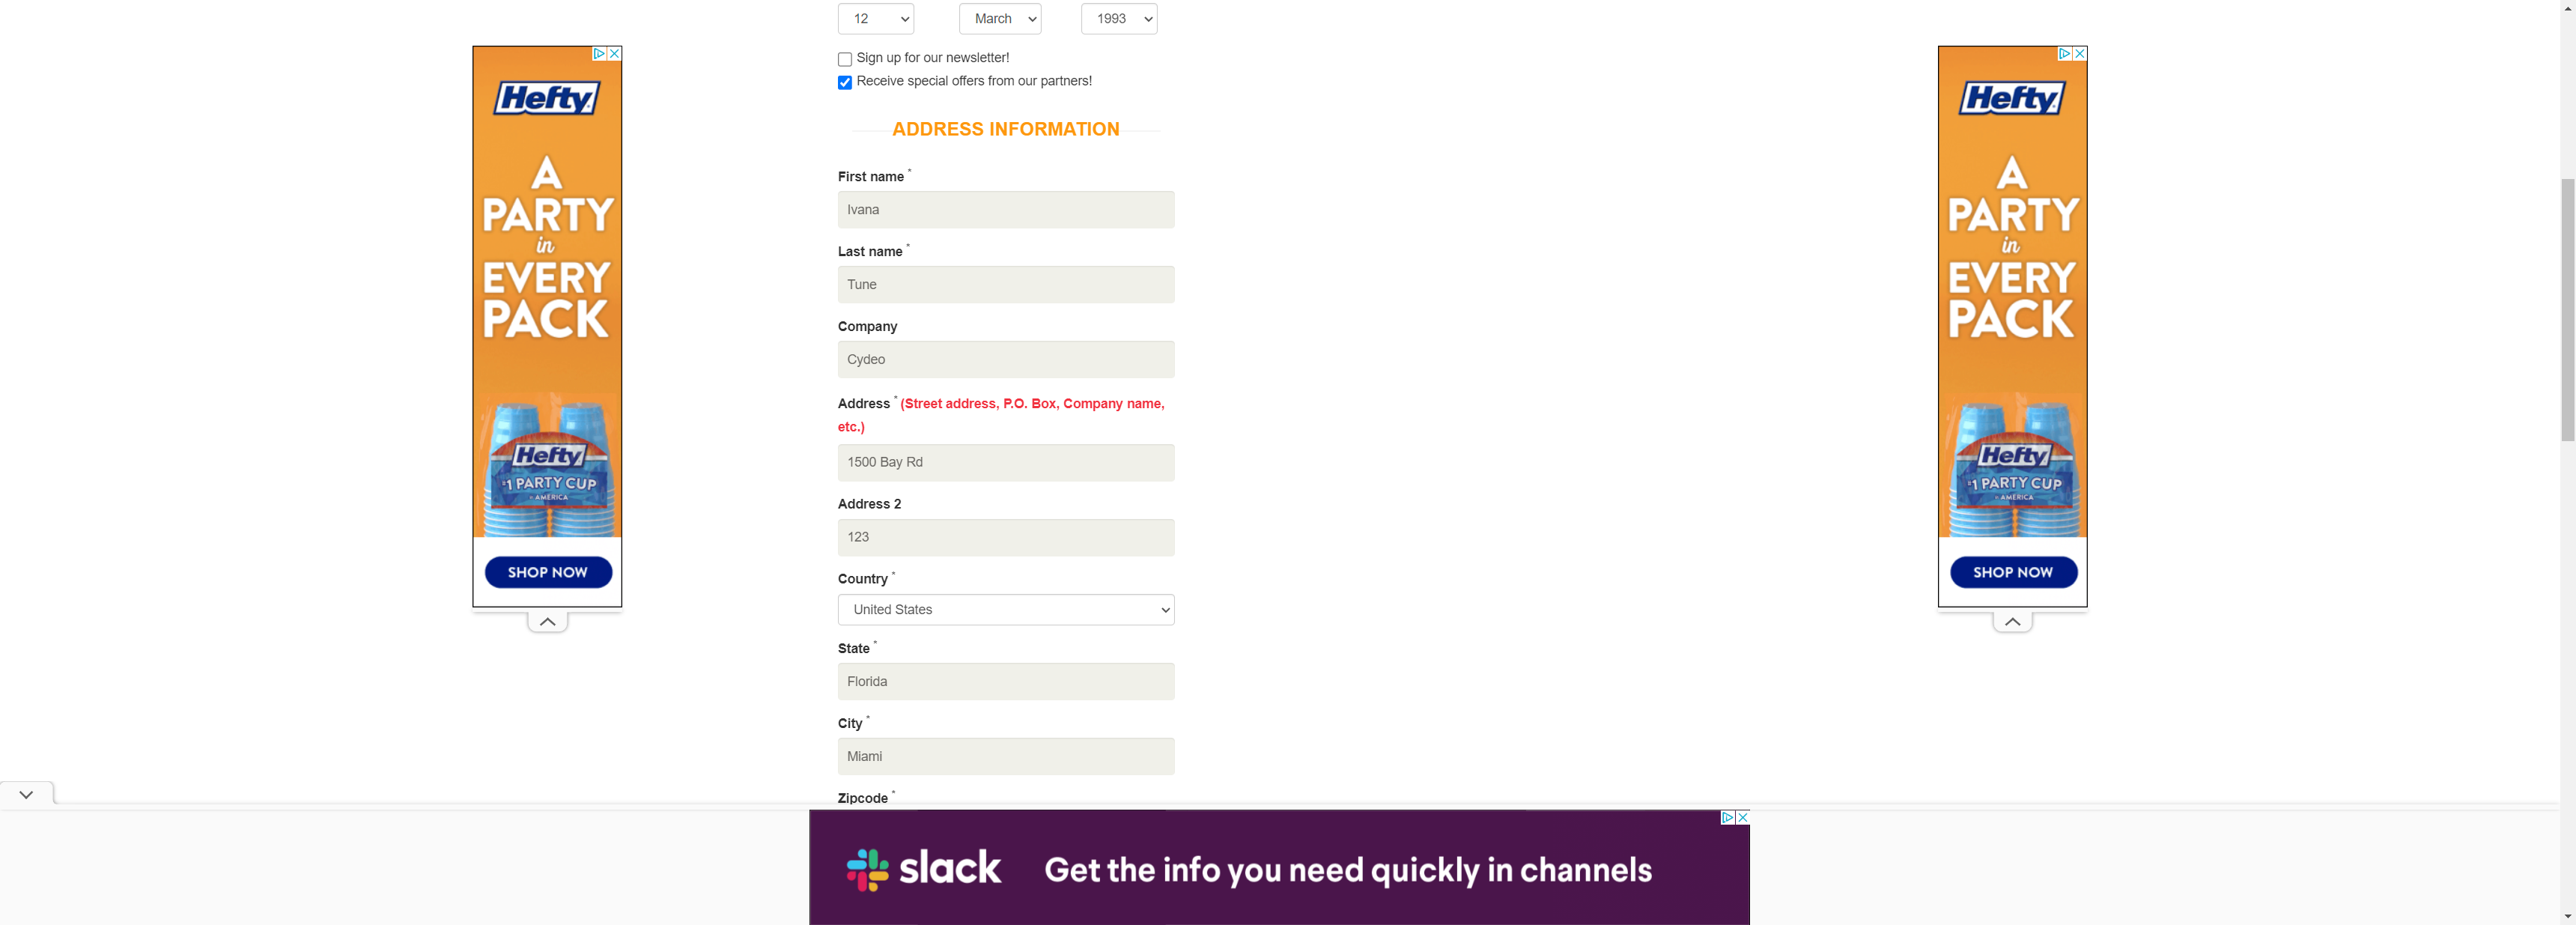 12 March 1993
Sign up for our newsletter!
Receive special offers from our partners!
ADDRESS INFORMATION
First name *
Ivana
Last name *
Tune
Company
Cydeo
Address * (Street address, P.O. Box, Company name,
etc.)
1500 Bay Rd
Address 2
123
Country *
United States
State *
Florida
City *
Miami
Zipcode *
Hefty
A
PARTY
in
EVERY
PACK
Hefty
#1 PARTY CUP
IN AMERICA
SHOP NOW
Hefty
A
PARTY
in
EVERY
PACK
Hefty
#1 PARTY CUP
IN AMERICA
SHOP NOW
slack Get the info you need quickly in channels